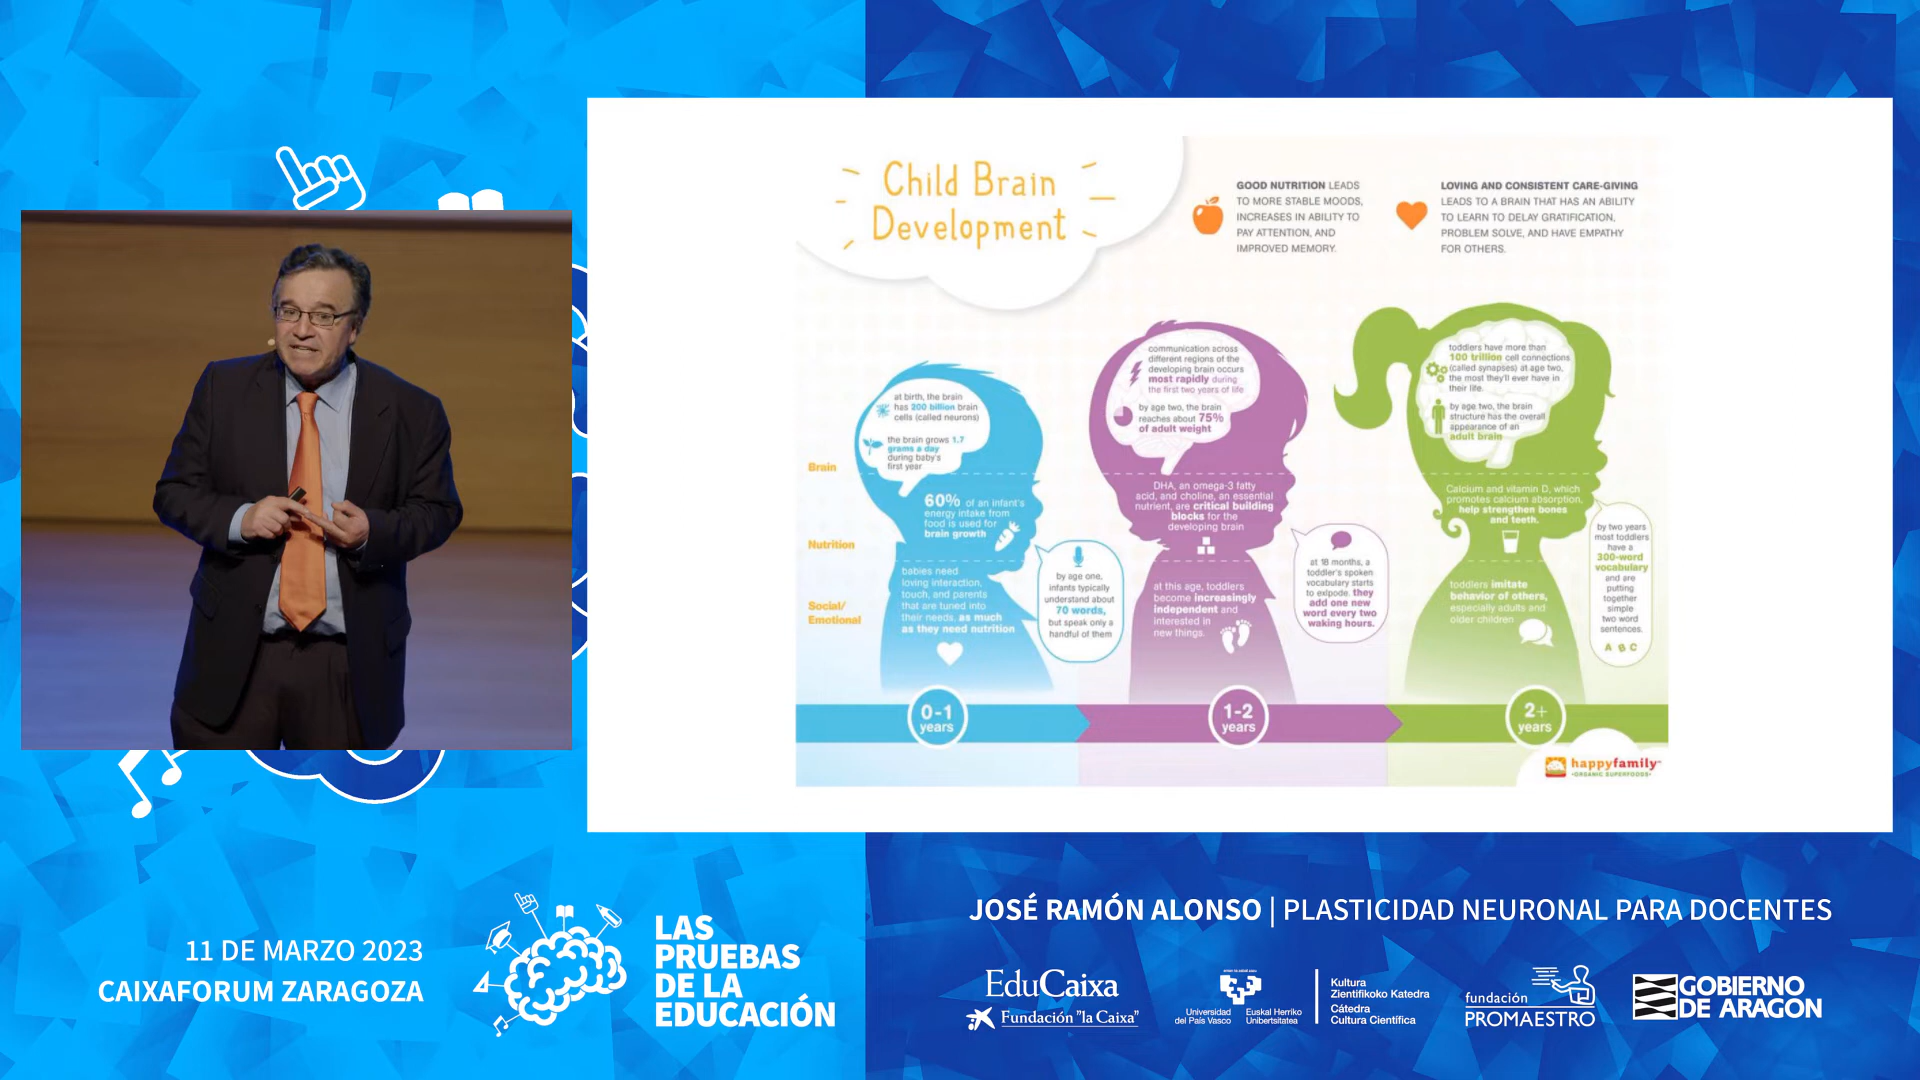 Child Brain
Development
GOOD NUTRITION LEADS
TO MORE STABLE MOODS,
INCREASES IN ABILITY TO
PAY ATTENTION, AND
IMPROVED MEMORY.
LOVING AND CONSISTENT CARE-GIVING
LEADS TO A BRAIN THAT HAS AN ABILITY
TO LEARN TO DELAY GRATIFICATION,
PROBLEM SOLVE, AND HAVE EMPATHY
FOR OTHERS.
Brain
at birth, the brain
has 200 billion brain
cells (called neurons)
the brain grows 1.7
grams a day
during baby's
first year
communication across
different regions of the
developing brain occurs
most rapidly during
the first two years of life
by age two, the brain
reaches about 75%
of adult weight
toddlers have more than
100 trillion cell connections
(called synapses) at age two,
the most they'll ever have in
their life.
by age two, the brain
structure has the overall
appearance of an
adult brain
Nutrition
60% of an infant's
energy intake from
food is used for
brain growth
DHA, an omega-3 fatty
acid, and choline, an essential
nutrient, are critical building
blocks for the
developing brain
Calcium and vitamin D, which
promotes calcium absorption,
help strengthen bones
and teeth.
Social/
Emotional
babies need
loving interaction,
touch, and parents
that are tuned into
their needs, as much
as they need nutrition
by age one,
infants typically
understand about
70 words,
but speak only a
handful of them
at this age, toddlers
become increasingly
independent and
interested in
new things.
at 18 months, a
toddler's spoken
vocabulary starts
to exlpode. they
add one new
word every two
waking hours.
toddlers imitate
behavior of others,
especially adults and
older children
by two years
most toddlers
have a
300-word
vocabulary
and are
putting
together
simple
two word
sentences.
A B C
0-1
years
1-2
years
2+
years
happyfamily
•ORGANIC SUPERFOODS•
JOSÉ RAMÓN ALONSO | PLASTICIDAD NEURONAL PARA DOCENTES
11 DE MARZO 2023
CAIXAFORUM ZARAGOZA
LAS
PRUEBAS
DE LA
EDUCACIÓN
EduCaixa
Fundación "la Caixa"
Universidad
del País Vasco
Euskal Herriko
Unibertsitatea
Kultura
Zientifikoko Katedra
Cátedra
Cultura Científica
fundación
PROMAESTRO
GOBIERNO
DE ARAGON